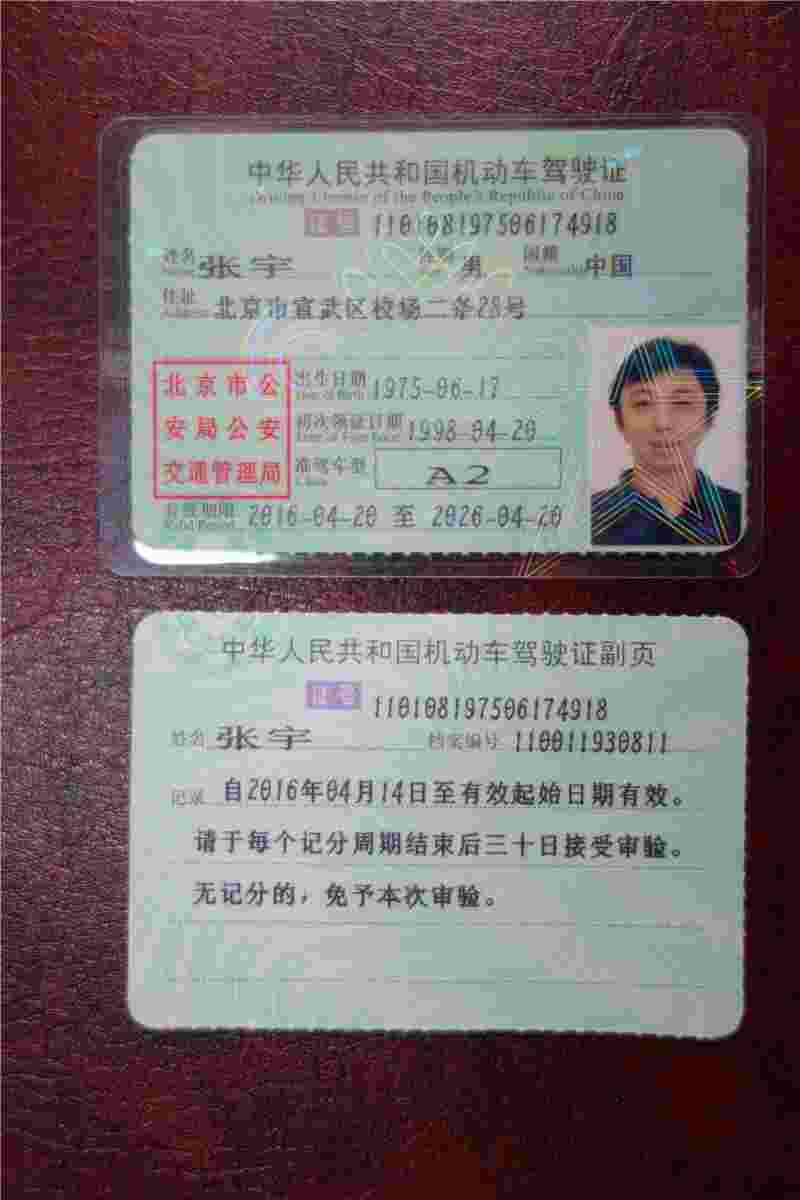 中华人民共和国机动车驾驶证
Driving License of the People's Republic of China
证号 110108197506174918
姓名 张宇 性别 男 国籍 中国
住址 北京市宣武区校场二条28号
Address
北京市公
安局公安
交通管理局
出生日期 1975-06-17
Date of Birth
初次领证日期 1998-04-20
Date of First Issue
准驾车型 A2
Class
有效期限 2016-04-20 至 2026-04-20
Valid Period
中华人民共和国机动车驾驶证副页
证号 110108197506174918
姓名 张宇 档案编号 110011930811
记录 自2016年04月14日至有效起始日期有效。
请于每个记分周期结束后三十日接受审验。
无记分的，免予本次审验。